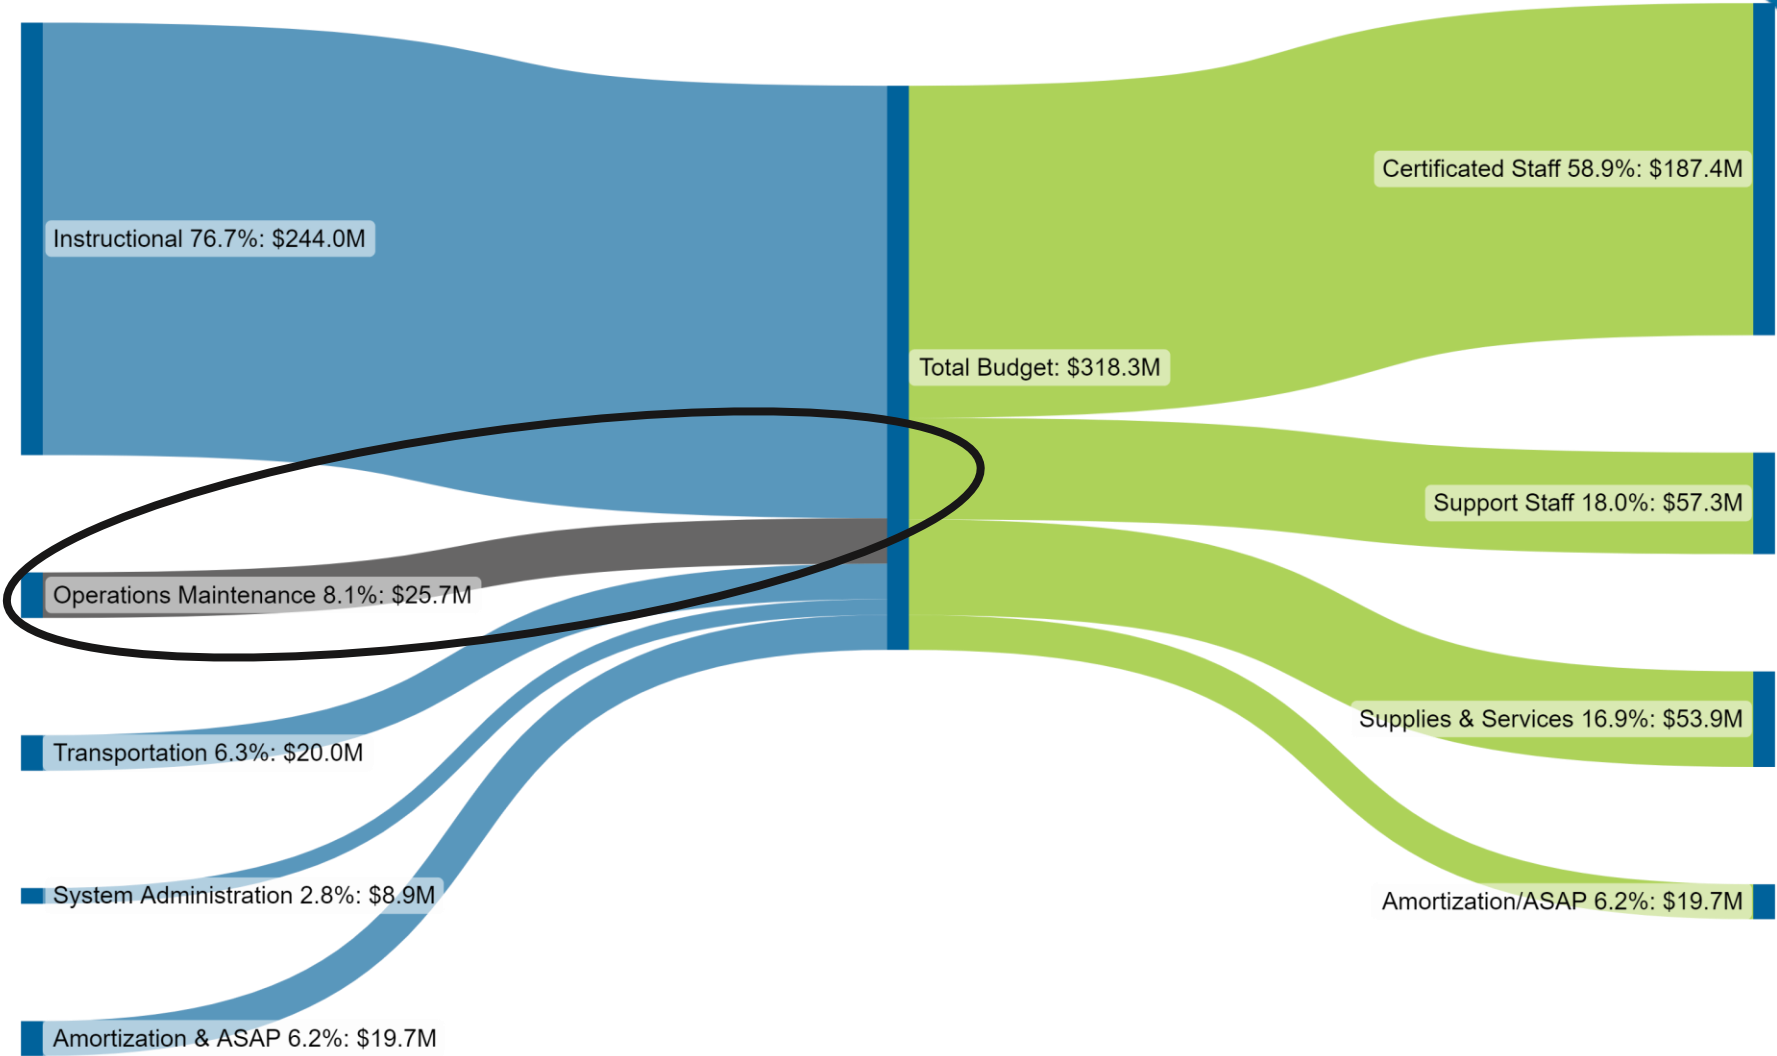 Instructional 76.7%: $244.0M
Operations Maintenance 8.1%: $25.7M
Transportation 6.3%: $20.0M
System Administration 2.8%: $8.9M
Amortization & ASAP 6.2%: $19.7M
Total Budget: $318.3M
Certificated Staff 58.9%: $187.4M
Support Staff 18.0%: $57.3M
Supplies & Services 16.9%: $53.9M
Amortization/ASAP 6.2%: $19.7M